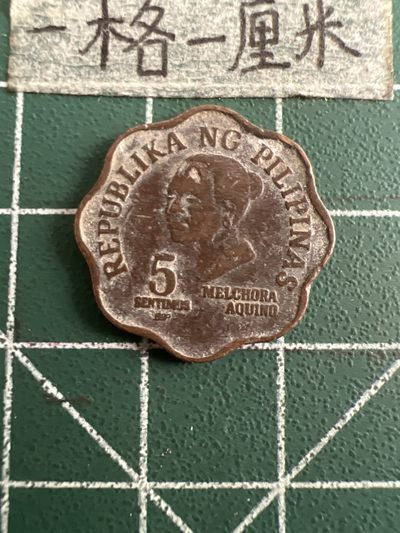 一格一厘米
REPUBLIKA NG PILIPINAS
5
SENTIMOS
MELCHORA
AQUINO